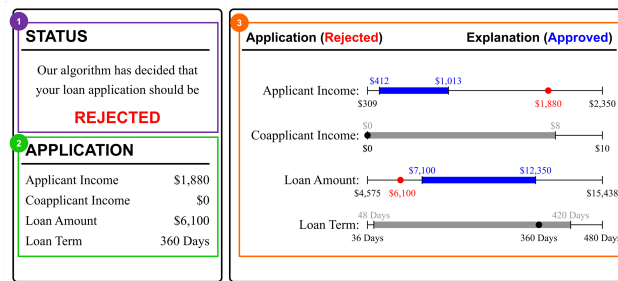 1
STATUS
Our algorithm has decided that
your loan application should be
REJECTED
2
APPLICATION
Applicant Income $1,880
Coapplicant Income $0
Loan Amount $6,100
Loan Term 360 Days
3
Application (Rejected) Explanation (Approved)
$412 $1,013
Applicant Income:
$309 $1,880 $2,350
$0 $8
Coapplicant Income:
$0 $10
$7,100 $12,350
Loan Amount:
$4,575 $6,100 $15,438
48 Days 420 Days
Loan Term:
36 Days 360 Days 480 Days